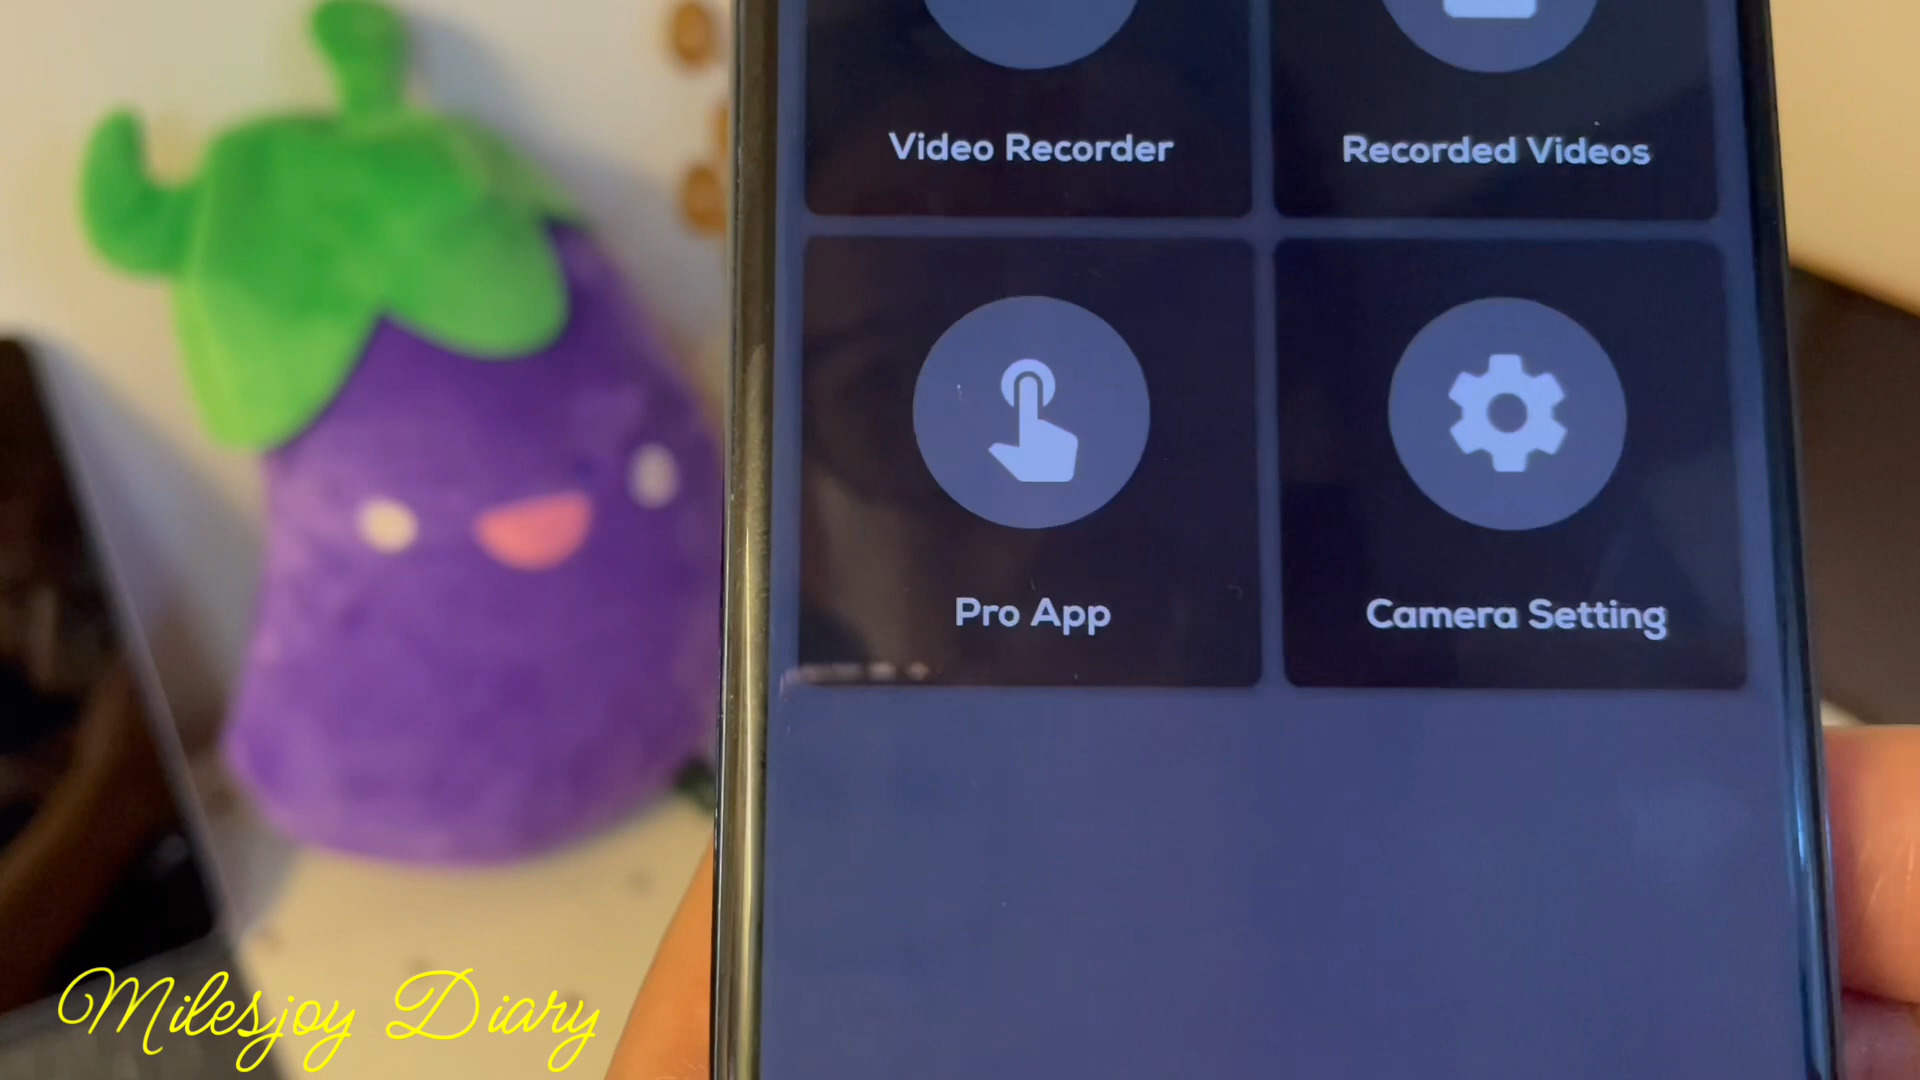 Video Recorder
Recorded Videos
Pro App
Camera Setting
Milesjoy Diary